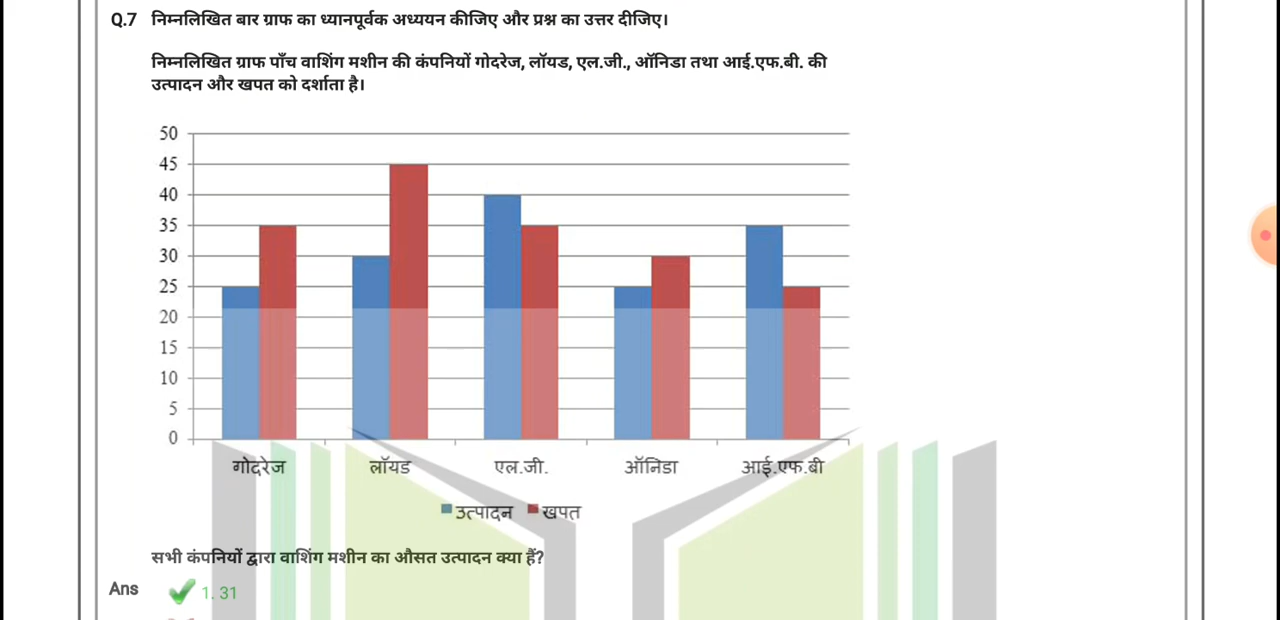 Q.7 निम्नलिखित बार ग्राफ का ध्यानपूर्वक अध्ययन कीजिए और प्रश्न का उत्तर दीजिए।
निम्नलिखित ग्राफ पाँच वाशिंग मशीन की कंपनियों गोदरेज, लॉयड, एल.जी., ऑनिडा तथा आई.एफ.बी. की
उत्पादन और खपत को दर्शाता है।
50
45
40
35
30
25
20
15
10
5
0
गोदरेज लॉयड एल.जी. ऑनिडा आई.एफ.बी
उत्पादन खपत
सभी कंपनियों द्वारा वाशिंग मशीन का औसत उत्पादन क्या हैं?
Ans 1. 31